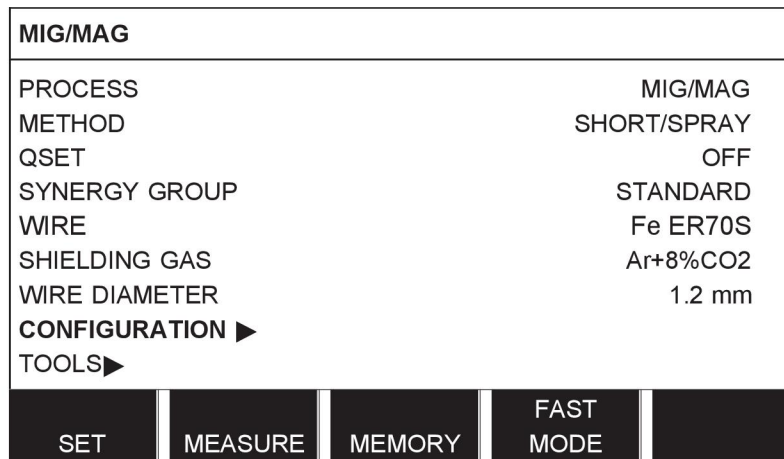 MIG/MAG
PROCESS MIG/MAG
METHOD SHORT/SPRAY
QSET OFF
SYNERGY GROUP STANDARD
WIRE Fe ER70S
SHIELDING GAS Ar+8%CO2
WIRE DIAMETER 1.2 mm
CONFIGURATION ▶
TOOLS▶
SET MEASURE MEMORY FAST MODE